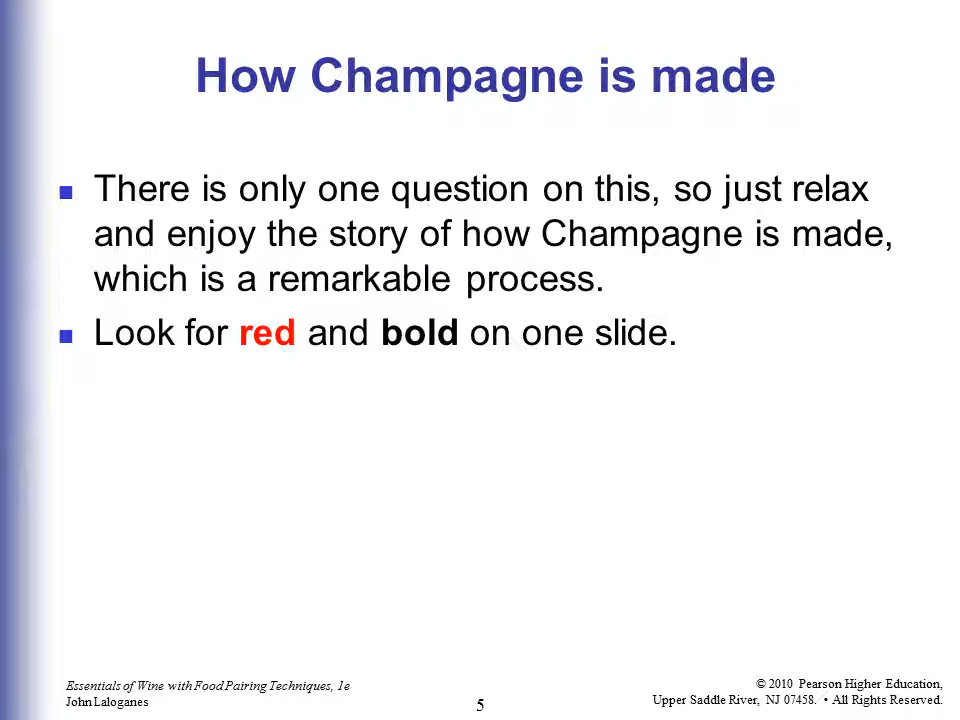 How Champagne is made
There is only one question on this, so just relax
and enjoy the story of how Champagne is made,
which is a remarkable process.
Look for red and bold on one slide.
Essentials of Wine with Food Pairing Techniques, 1e
John Laloganes
5
© 2010 Pearson Higher Education,
Upper Saddle River, NJ 07458. • All Rights Reserved.